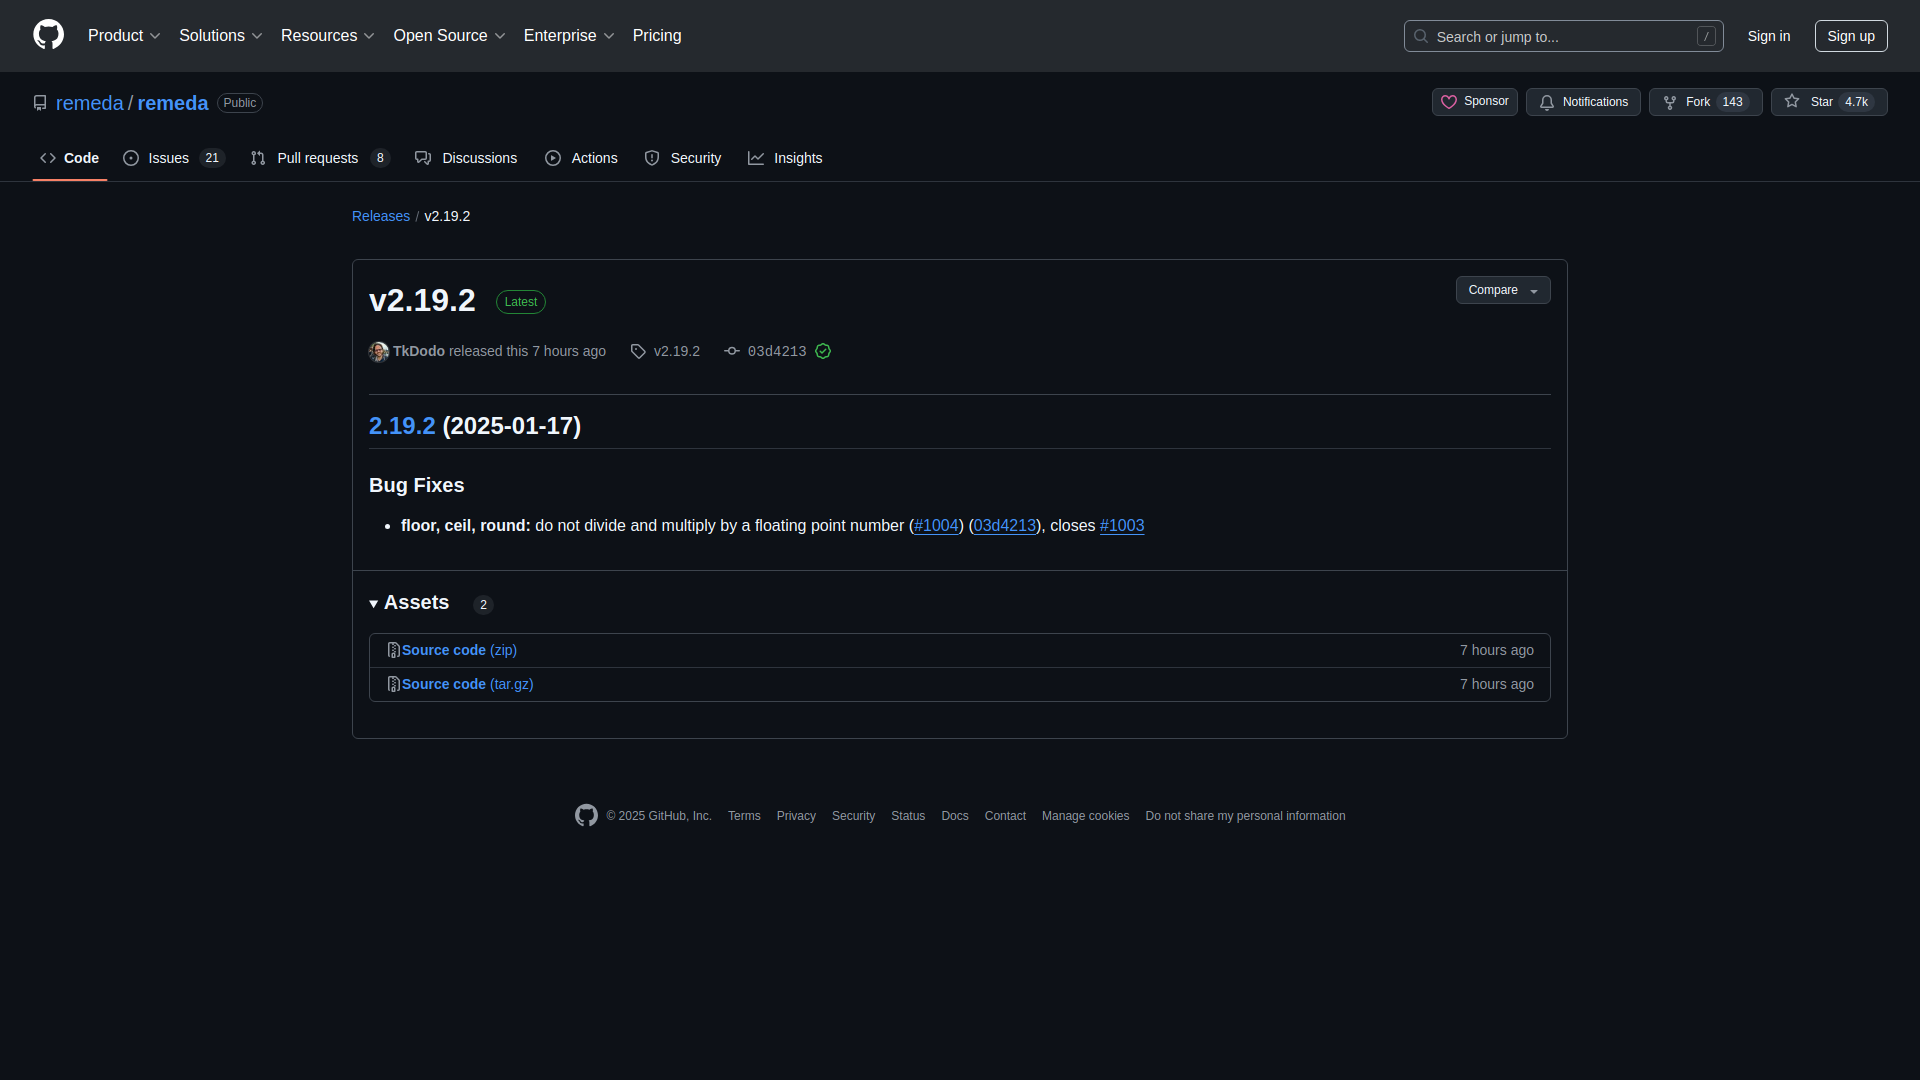 Product Solutions Resources Open Source Enterprise Pricing Search or jump to... / Sign in Sign up
remeda / remeda Public Sponsor Notifications Fork 143 Star 4.7k
Code Issues 21 Pull requests 8 Discussions Actions Security Insights
Releases / v2.19.2
v2.19.2 Latest Compare
TkDodo released this 7 hours ago v2.19.2 03d4213
2.19.2 (2025-01-17)
Bug Fixes
• floor, ceil, round: do not divide and multiply by a floating point number (#1004) (03d4213), closes #1003
Assets 2
Source code (zip) 7 hours ago
Source code (tar.gz) 7 hours ago
© 2025 GitHub, Inc. Terms Privacy Security Status Docs Contact Manage cookies Do not share my personal information